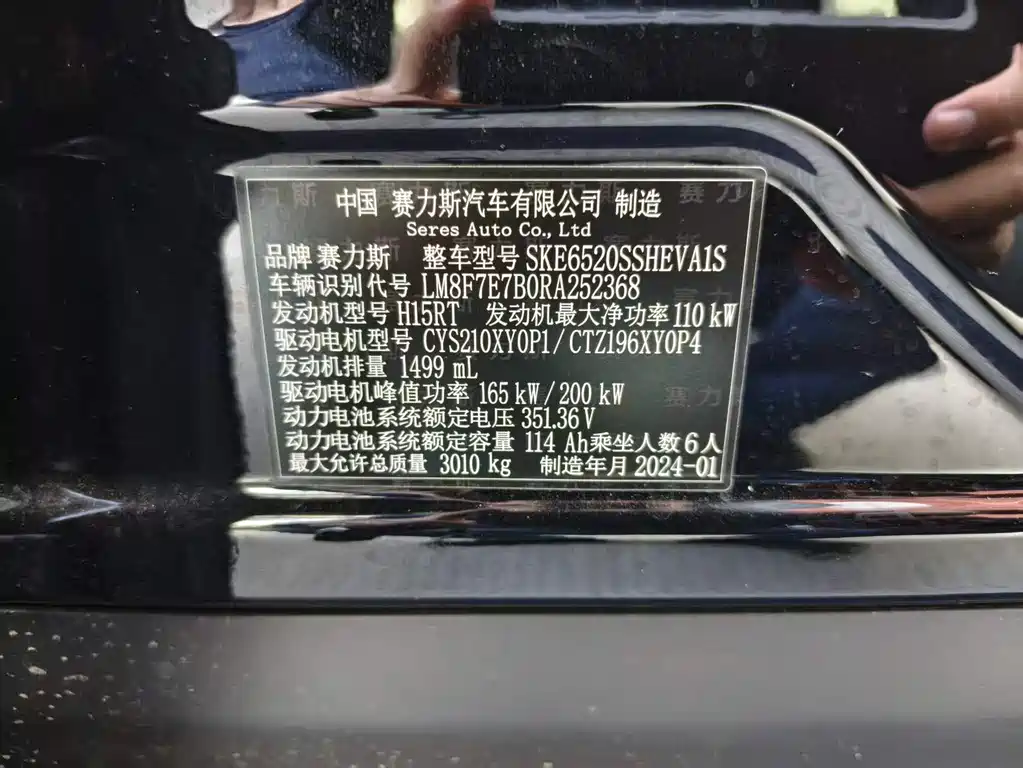 中国 赛力斯汽车有限公司 制造
Seres Auto Co., Ltd
品牌 赛力斯 整车型号 SKE6520SSHEVA1S
车辆识别代号 LM8F7E7B0RA252368
发动机型号 H15RT 发动机最大净功率 110 kW
驱动电机型号 CYS210XY0P1/CTZ196XY0P4
发动机排量 1499 mL
驱动电机峰值功率 165 kW/200 kW
动力电池系统额定电压 351.36 V
动力电池系统额定容量 114 Ah 乘坐人数 6 人
最大允许总质量 3010 kg 制造年月 2024-01